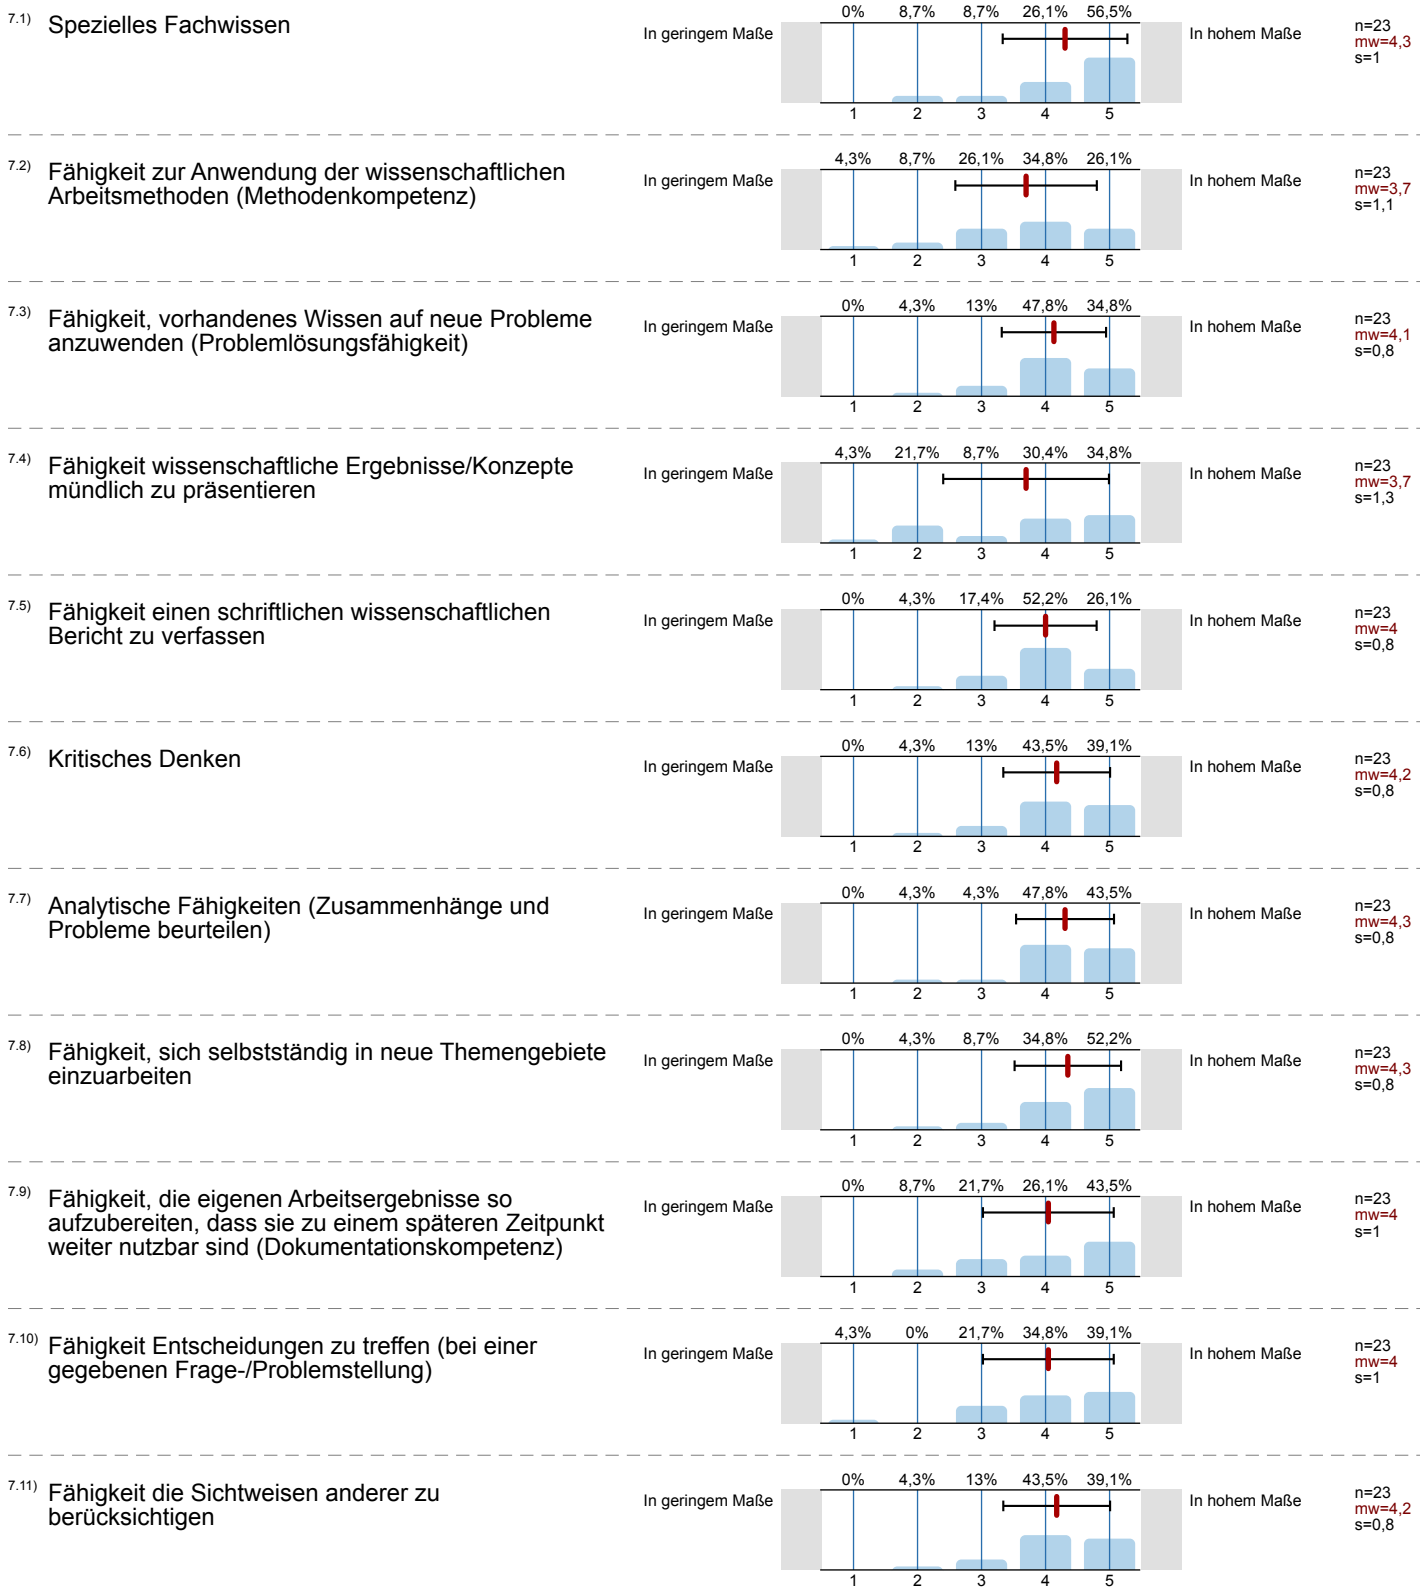 7.1) Spezielles Fachwissen
In geringem Maße
0% 8,7% 8,7% 26,1% 56,5%
1 2 3 4 5
In hohem Maße
n=23
mw=4,3
s=1
7.2) Fähigkeit zur Anwendung der wissenschaftlichen
Arbeitsmethoden (Methodenkompetenz)
In geringem Maße
4,3% 8,7% 26,1% 34,8% 26,1%
1 2 3 4 5
In hohem Maße
n=23
mw=3,7
s=1,1
7.3) Fähigkeit, vorhandenes Wissen auf neue Probleme
anzuwenden (Problemlösungsfähigkeit)
In geringem Maße
0% 4,3% 13% 47,8% 34,8%
1 2 3 4 5
In hohem Maße
n=23
mw=4,1
s=0,8
7.4) Fähigkeit wissenschaftliche Ergebnisse/Konzepte
mündlich zu präsentieren
In geringem Maße
4,3% 21,7% 8,7% 30,4% 34,8%
1 2 3 4 5
In hohem Maße
n=23
mw=3,7
s=1,3
7.5) Fähigkeit einen schriftlichen wissenschaftlichen
Bericht zu verfassen
In geringem Maße
0% 4,3% 17,4% 52,2% 26,1%
1 2 3 4 5
In hohem Maße
n=23
mw=4
s=0,8
7.6) Kritisches Denken
In geringem Maße
0% 4,3% 13% 43,5% 39,1%
1 2 3 4 5
In hohem Maße
n=23
mw=4,2
s=0,8
7.7) Analytische Fähigkeiten (Zusammenhänge und
Probleme beurteilen)
In geringem Maße
0% 4,3% 4,3% 47,8% 43,5%
1 2 3 4 5
In hohem Maße
n=23
mw=4,3
s=0,8
7.8) Fähigkeit, sich selbstständig in neue Themengebiete
einzuarbeiten
In geringem Maße
0% 4,3% 8,7% 34,8% 52,2%
1 2 3 4 5
In hohem Maße
n=23
mw=4,3
s=0,8
7.9) Fähigkeit, die eigenen Arbeitsergebnisse so
aufzubereiten, dass sie zu einem späteren Zeitpunkt
weiter nutzbar sind (Dokumentationskompetenz)
In geringem Maße
0% 8,7% 21,7% 26,1% 43,5%
1 2 3 4 5
In hohem Maße
n=23
mw=4
s=1
7.10) Fähigkeit Entscheidungen zu treffen (bei einer
gegebenen Frage-/Problemstellung)
In geringem Maße
4,3% 0% 21,7% 34,8% 39,1%
1 2 3 4 5
In hohem Maße
n=23
mw=4
s=1
7.11) Fähigkeit die Sichtweisen anderer zu
berücksichtigen
In geringem Maße
0% 4,3% 13% 43,5% 39,1%
1 2 3 4 5
In hohem Maße
n=23
mw=4,2
s=0,8